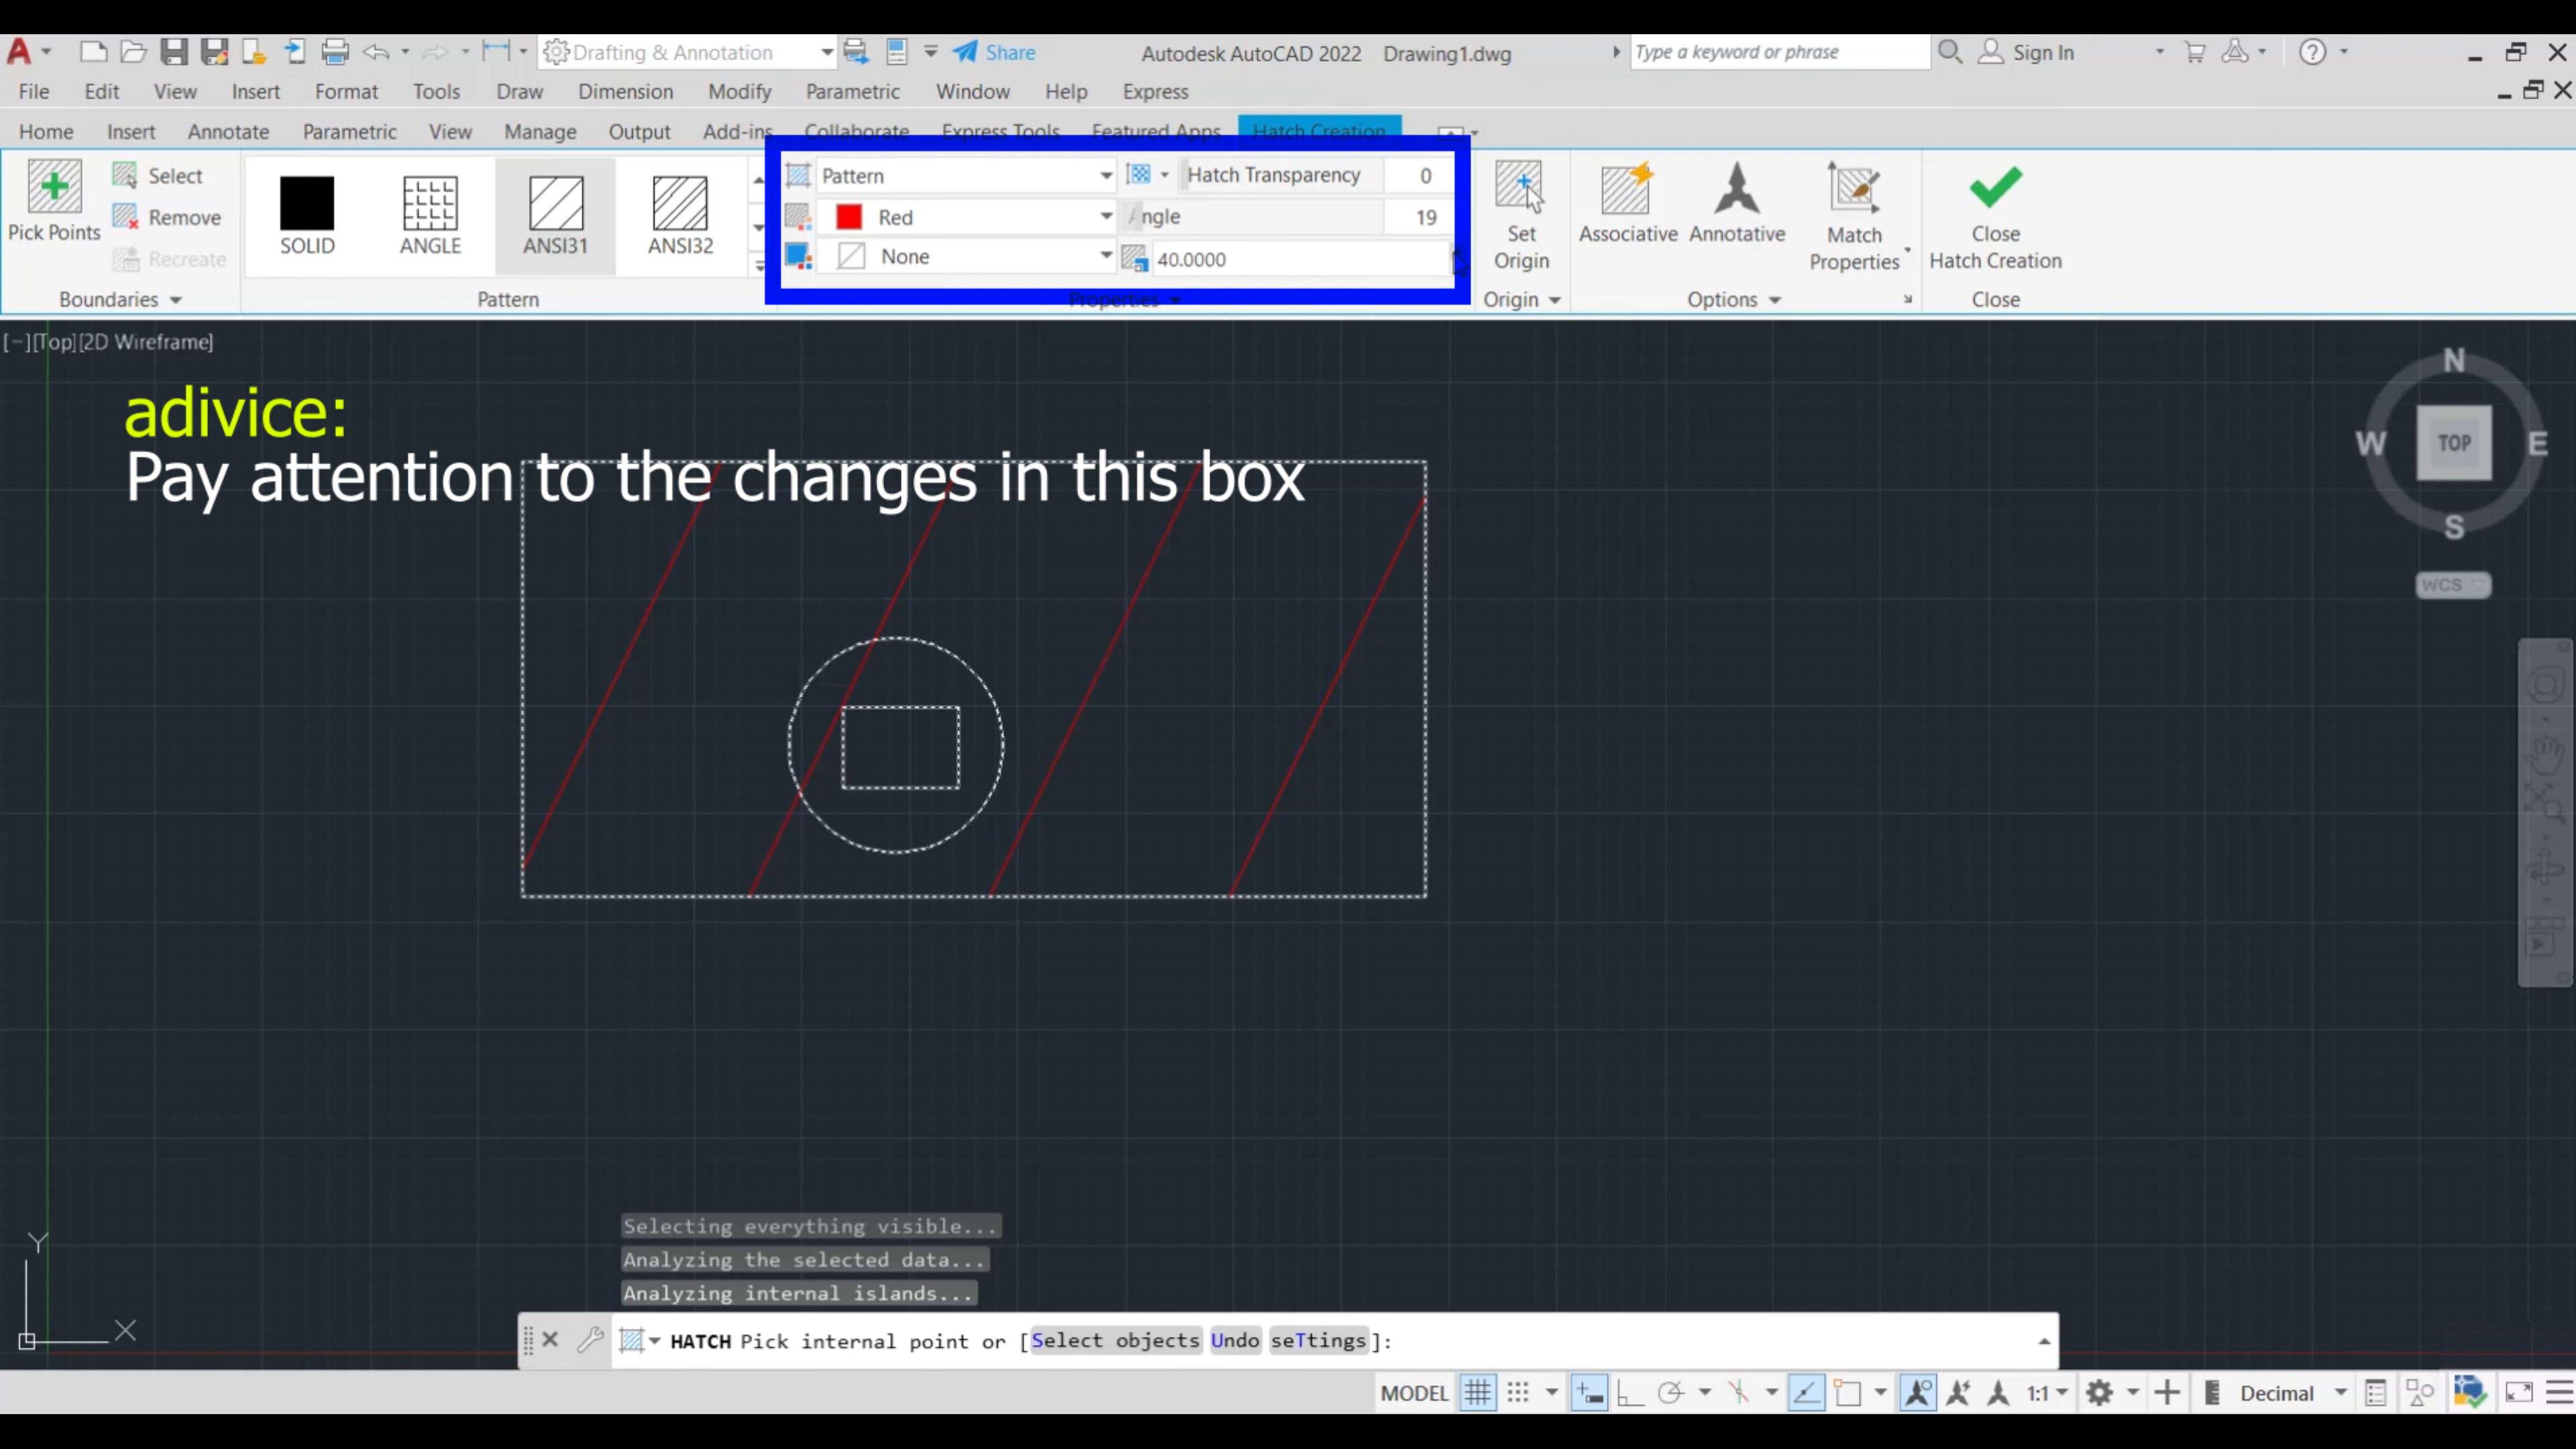 Drafting & Annotation Share Autodesk AutoCAD 2022 Drawing1.dwg Type a keyword or phrase Sign In
File Edit View Insert Format Tools Draw Dimension Modify Parametric Window Help Express
Home Insert Annotate Parametric View Manage Output Add-ins Collaborate Express Tools Featured Apps Hatch Creation
Pick Points
Select
Remove
Recreate
Boundaries
SOLID ANGLE ANSI31 ANSI32
Pattern
Pattern Hatch Transparency 0
Red Angle 19
None 40.0000
Properties
Set
Origin
Origin
Associative Annotative Match
Properties
Options
Close
Hatch Creation
Close
[−][Top][2D Wireframe]
adivice:
Pay attention to the changes in this box
N
W TOP E
S
WCS
Selecting everything visible...
Analyzing the selected data...
Analyzing internal islands...
Y
X
HATCH Pick internal point or [Select objects Undo seTtings]:
MODEL 1:1 Decimal